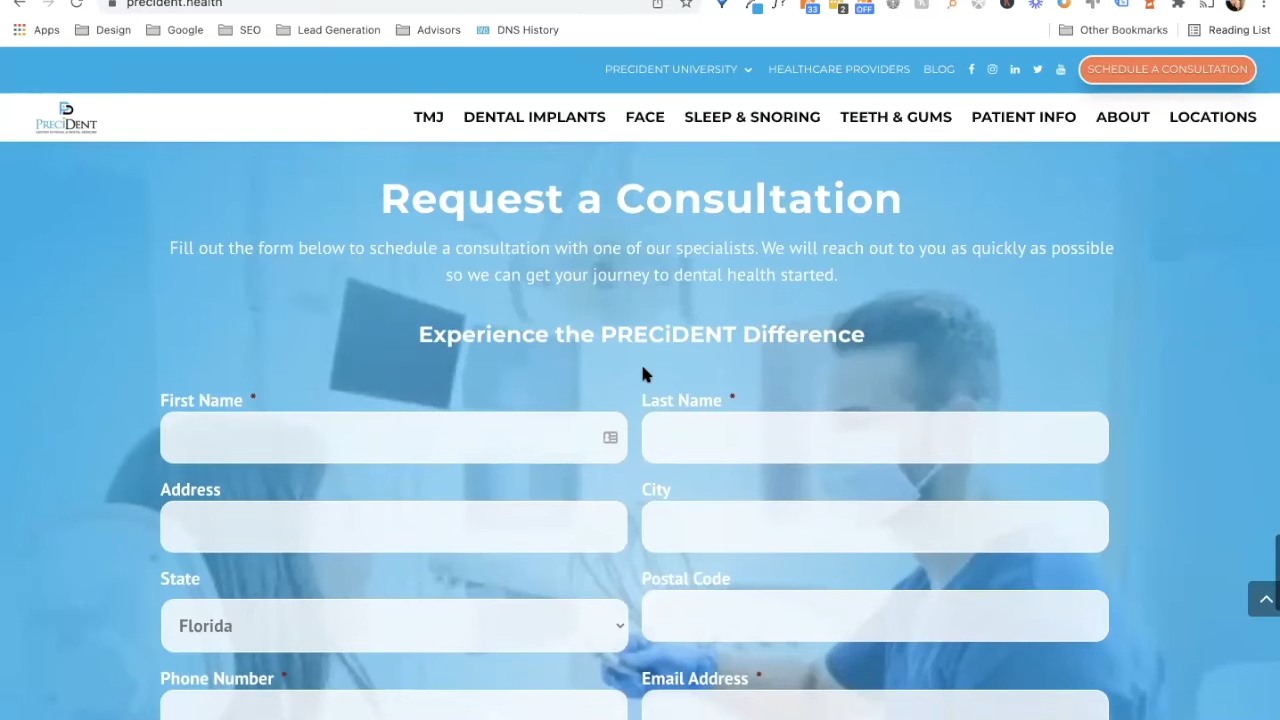 precident.health
33
2
OFF
Apps
Design
Google
SEO
Lead Generation
Advisors
DNS History
Other Bookmarks
Reading List
PRECIDENT UNIVERSITY
HEALTHCARE PROVIDERS
BLOG
SCHEDULE A CONSULTATION
PRECiDENT
TMJ
DENTAL IMPLANTS
FACE
SLEEP & SNORING
TEETH & GUMS
PATIENT INFO
ABOUT
LOCATIONS
Request a Consultation
Fill out the form below to schedule a consultation with one of our specialists. We will reach out to you as quickly as possible
so we can get your journey to dental health started.
Experience the PRECiDENT Difference
First Name *
Last Name *
Address
City
State
Postal Code
Florida
Phone Number *
Email Address *